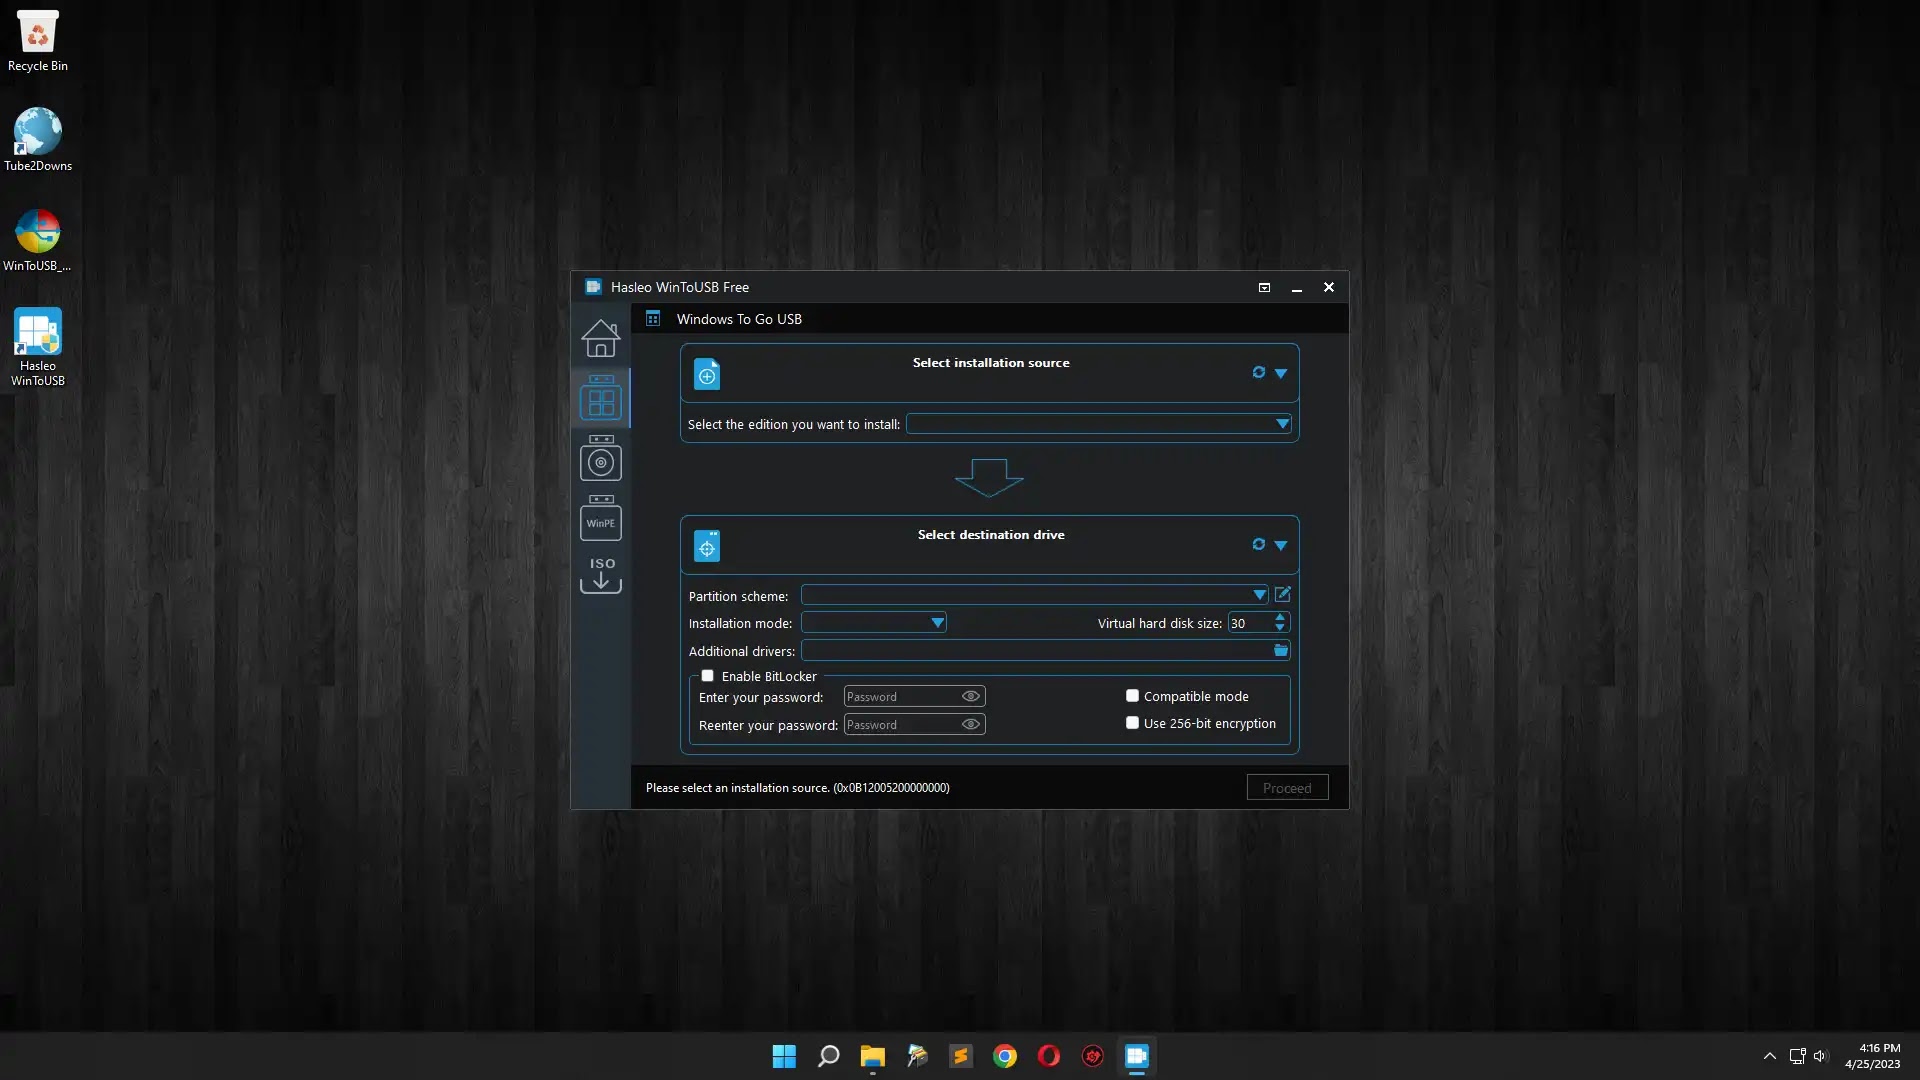 Recycle Bin
Tube2Downs
WinToUSB_...
Hasleo
WinToUSB
Hasleo WinToUSB Free
Windows To Go USB
Select installation source
Select the edition you want to install:
Select destination drive
Partition scheme:
Installation mode:
Virtual hard disk size: 30
Additional drivers:
Enable BitLocker
Enter your password: Password
Compatible mode
Reenter your password: Password
Use 256-bit encryption
WinPE
ISO
Please select an installation source. (0x0B12005200000000)
Proceed
4:16 PM
4/25/2023